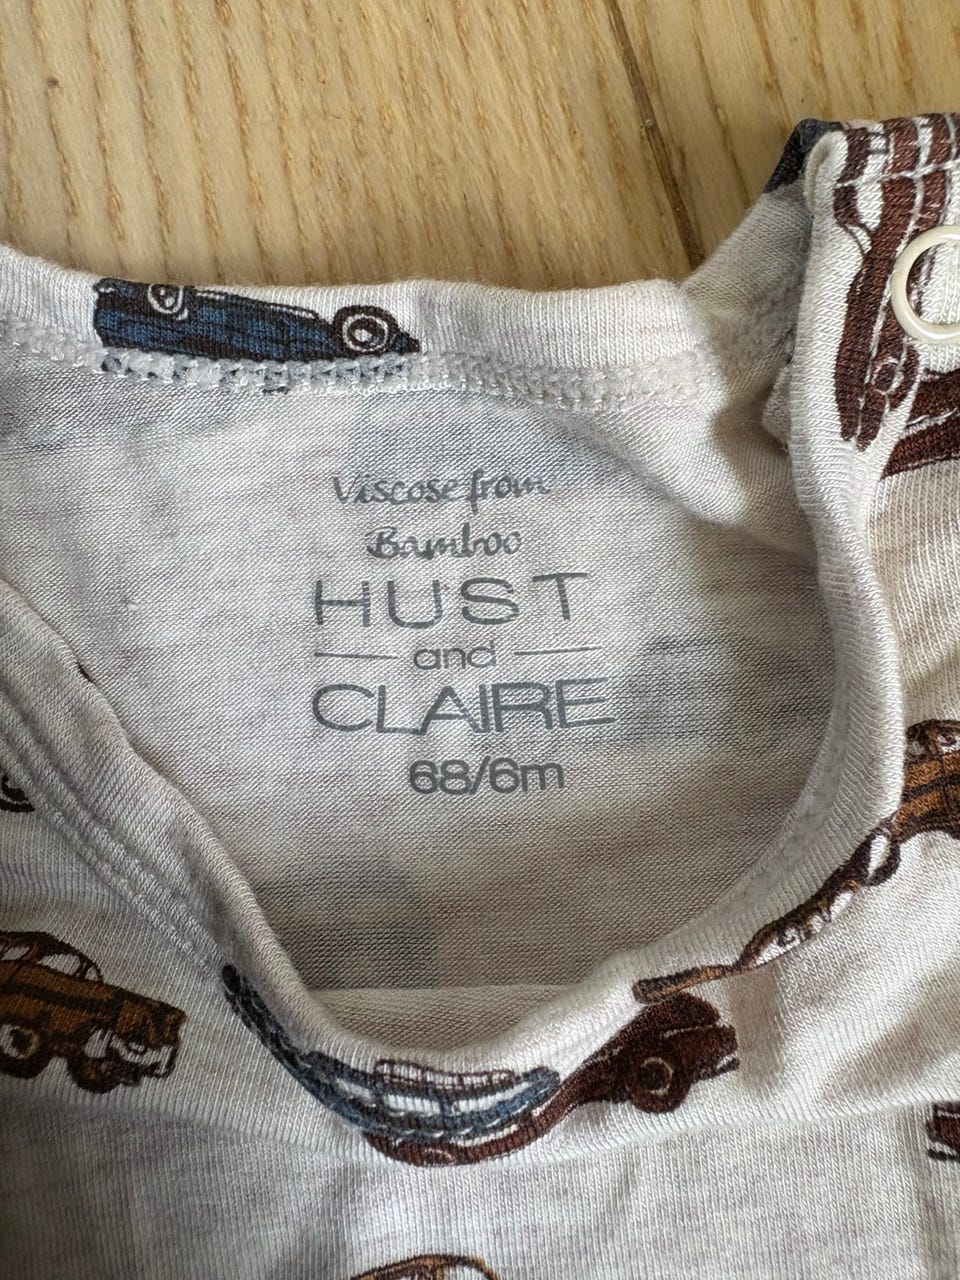 Viscose from
Bamboo
HUST
and
CLAIRE
68/6m